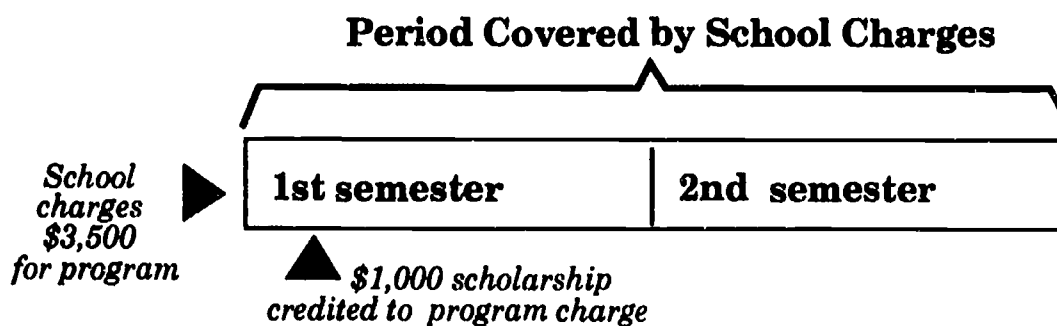 Period Covered by School Charges
School
charges
$3,500
for program
1st semester
2nd semester
$1,000 scholarship
credited to program charge